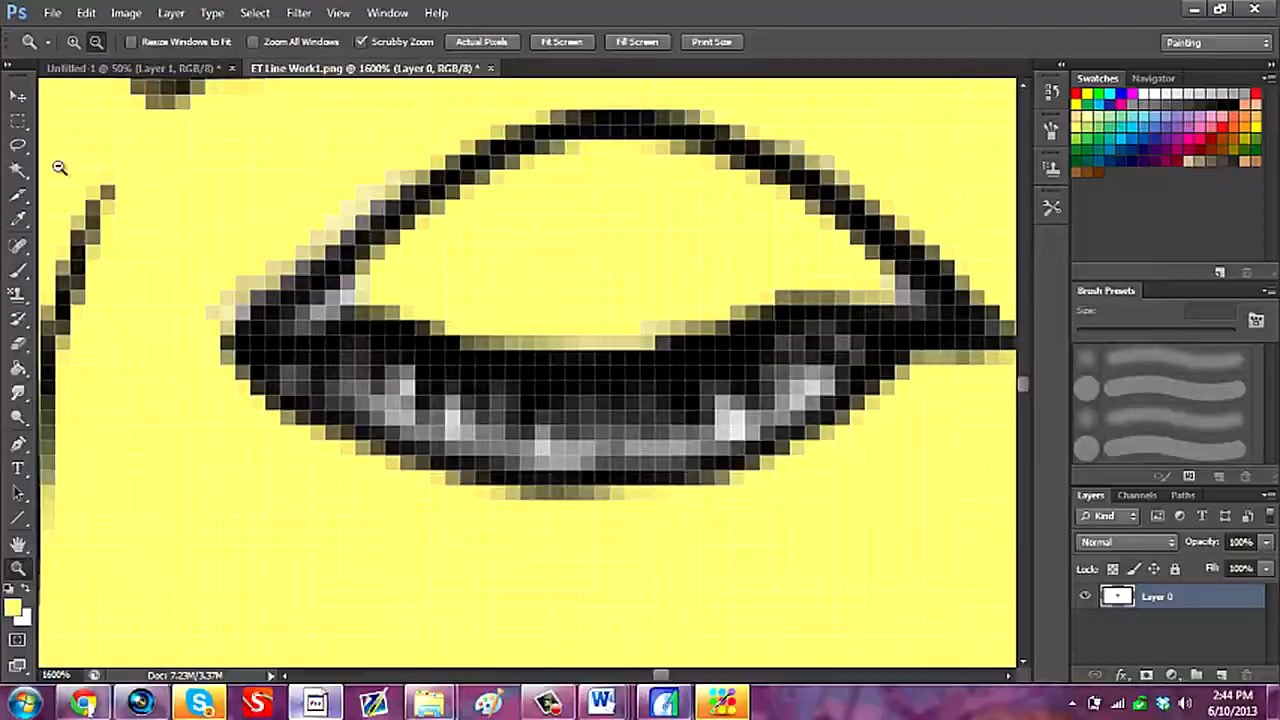 Ps File Edit Image Layer Type Select Filter View Window Help
Resize Windows to Fit Zoom All Windows Scrubby Zoom Actual Pixels Fit Screen Fill Screen Print Size Painting
Untitled-1 @ 50% (Layer 1, RGB/8) * × ET Line Work1.png @ 1600% (Layer 0, RGB/8) * ×
Swatches Navigator
Brush Presets
Size:
Layers Channels Paths
Kind
Normal Opacity: 100%
Lock: Fill: 100%
Layer 0
1600% Doc: 7.23M/3.37M
2:44 PM
6/10/2013